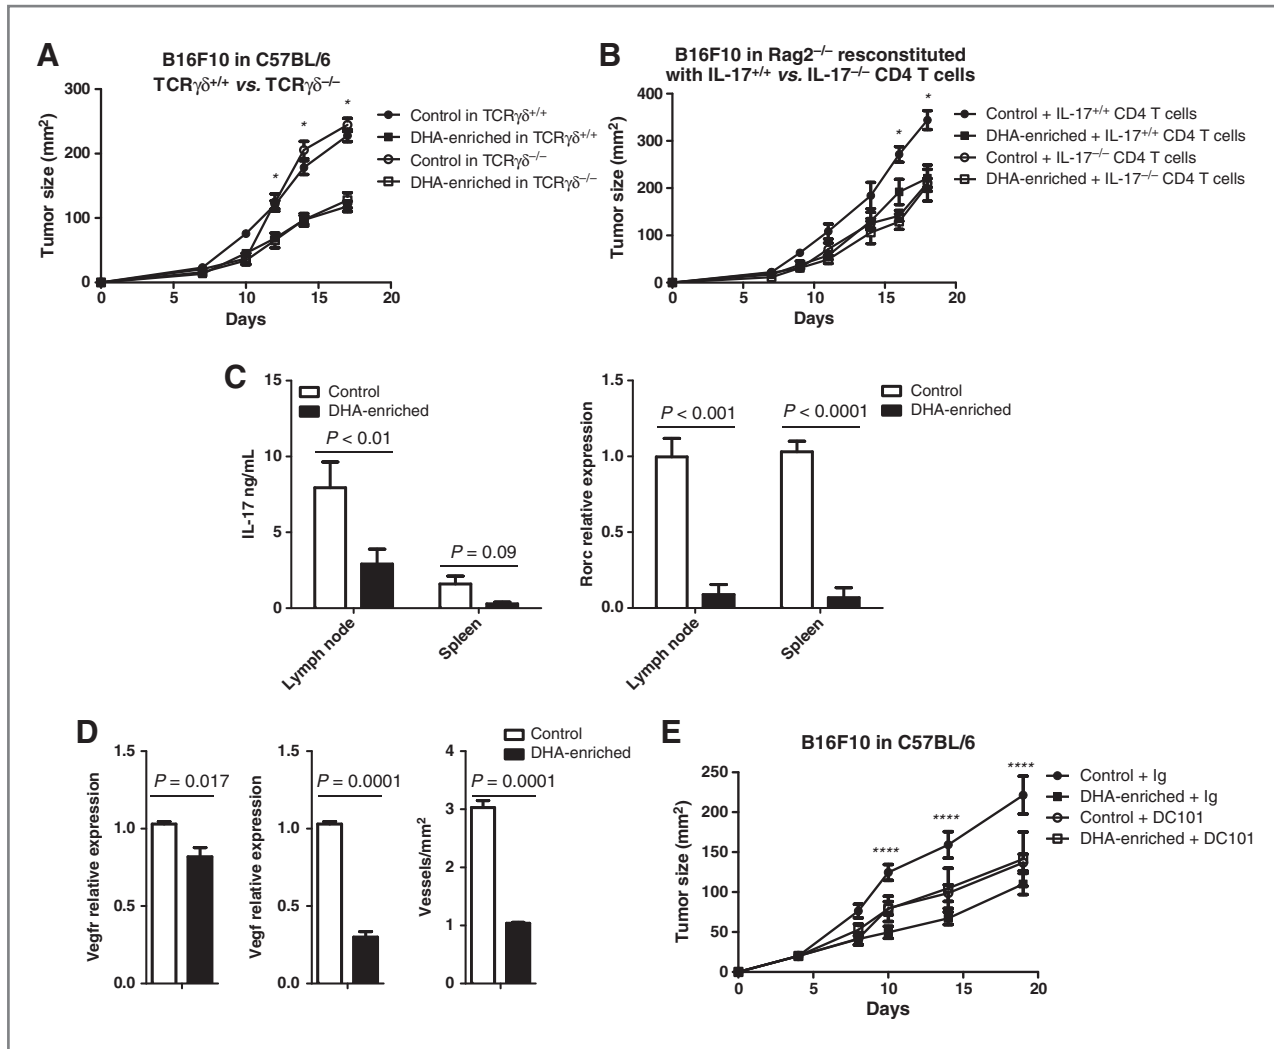 A
B16F10 in C57BL/6
TCRγδ+/+ vs. TCRγδ–/–
Tumor size (mm2)
300
200
100
0
0 5 10 15 20
Days
* * *
Control in TCRγδ+/+
DHA-enriched in TCRγδ+/+
Control in TCRγδ–/–
DHA-enriched in TCRγδ–/–
B
B16F10 in Rag2–/– resconstituted
with IL-17+/+ vs. IL-17–/– CD4 T cells
Tumor size (mm2)
400
300
200
100
0
0 5 10 15 20
Days
* *
Control + IL-17+/+ CD4 T cells
DHA-enriched + IL-17+/+ CD4 T cells
Control + IL-17–/– CD4 T cells
DHA-enriched + IL-17–/– CD4 T cells
C
IL-17 ng/mL
15
10
5
0
Control
DHA-enriched
P < 0.01
P = 0.09
Lymph node
Spleen
Rorc relative expression
1.5
1.0
0.5
0.0
P < 0.001
P < 0.0001
Control
DHA-enriched
Lymph node
Spleen
D
Vegfr relative expression
1.5
1.0
0.5
0.0
P = 0.017
Vegf relative expression
1.5
1.0
0.5
0.0
P = 0.0001
Vessels/mm2
4
3
2
1
0
P = 0.0001
Control
DHA-enriched
E
B16F10 in C57BL/6
Tumor size (mm2)
250
200
150
100
50
0
0 5 10 15 20
Days
**** **** ****
Control + Ig
DHA-enriched + Ig
Control + DC101
DHA-enriched + DC101